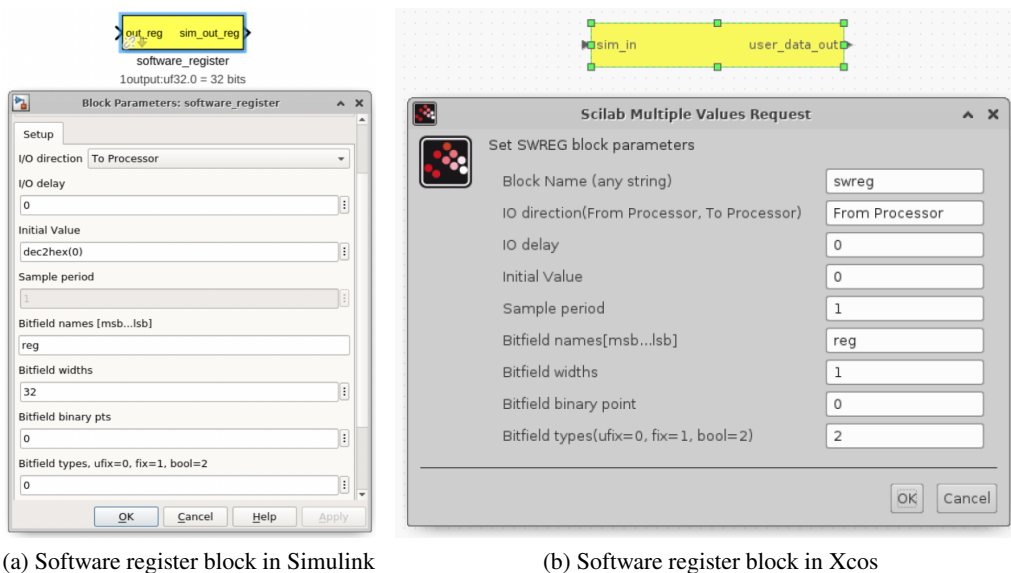 out_reg sim_out_reg
software_register
1output:uf32.0 = 32 bits
Block Parameters: software_register
Setup
I/O direction To Processor
I/O delay
0
Initial Value
dec2hex(0)
Sample period
1
Bitfield names [msb...lsb]
reg
Bitfield widths
32
Bitfield binary pts
0
Bitfield types, ufix=0, fix=1, bool=2
0
OK Cancel Help Apply
(a) Software register block in Simulink
sim_in user_data_out
Scilab Multiple Values Request
Set SWREG block parameters
Block Name (any string) swreg
IO direction(From Processor, To Processor) From Processor
IO delay 0
Initial Value 0
Sample period 1
Bitfield names[msb...lsb] reg
Bitfield widths 1
Bitfield binary point 0
Bitfield types(ufix=0, fix=1, bool=2) 2
OK Cancel
(b) Software register block in Xcos